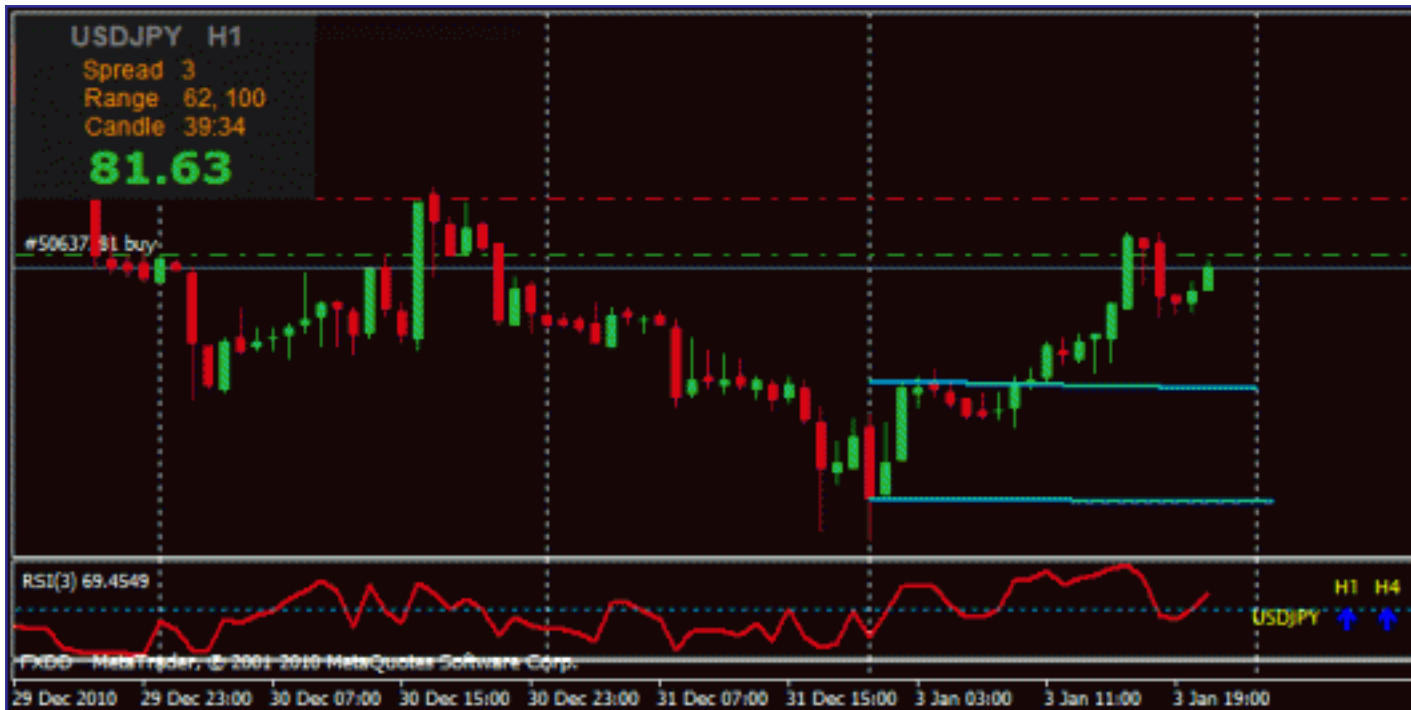 USDJPY H1
Spread 3
Range 62, 100
Candle 39:34
81.63
buy
RSI(3) 69.4549
H1 H4
USDJPY
FXDD MetaTrader, © 2001-2010 MetaQuotes Software Corp.
29 Dec 2010 29 Dec 23:00 30 Dec 07:00 30 Dec 15:00 30 Dec 23:00 31 Dec 07:00 31 Dec 15:00 3 Jan 03:00 3 Jan 11:00 3 Jan 19:00